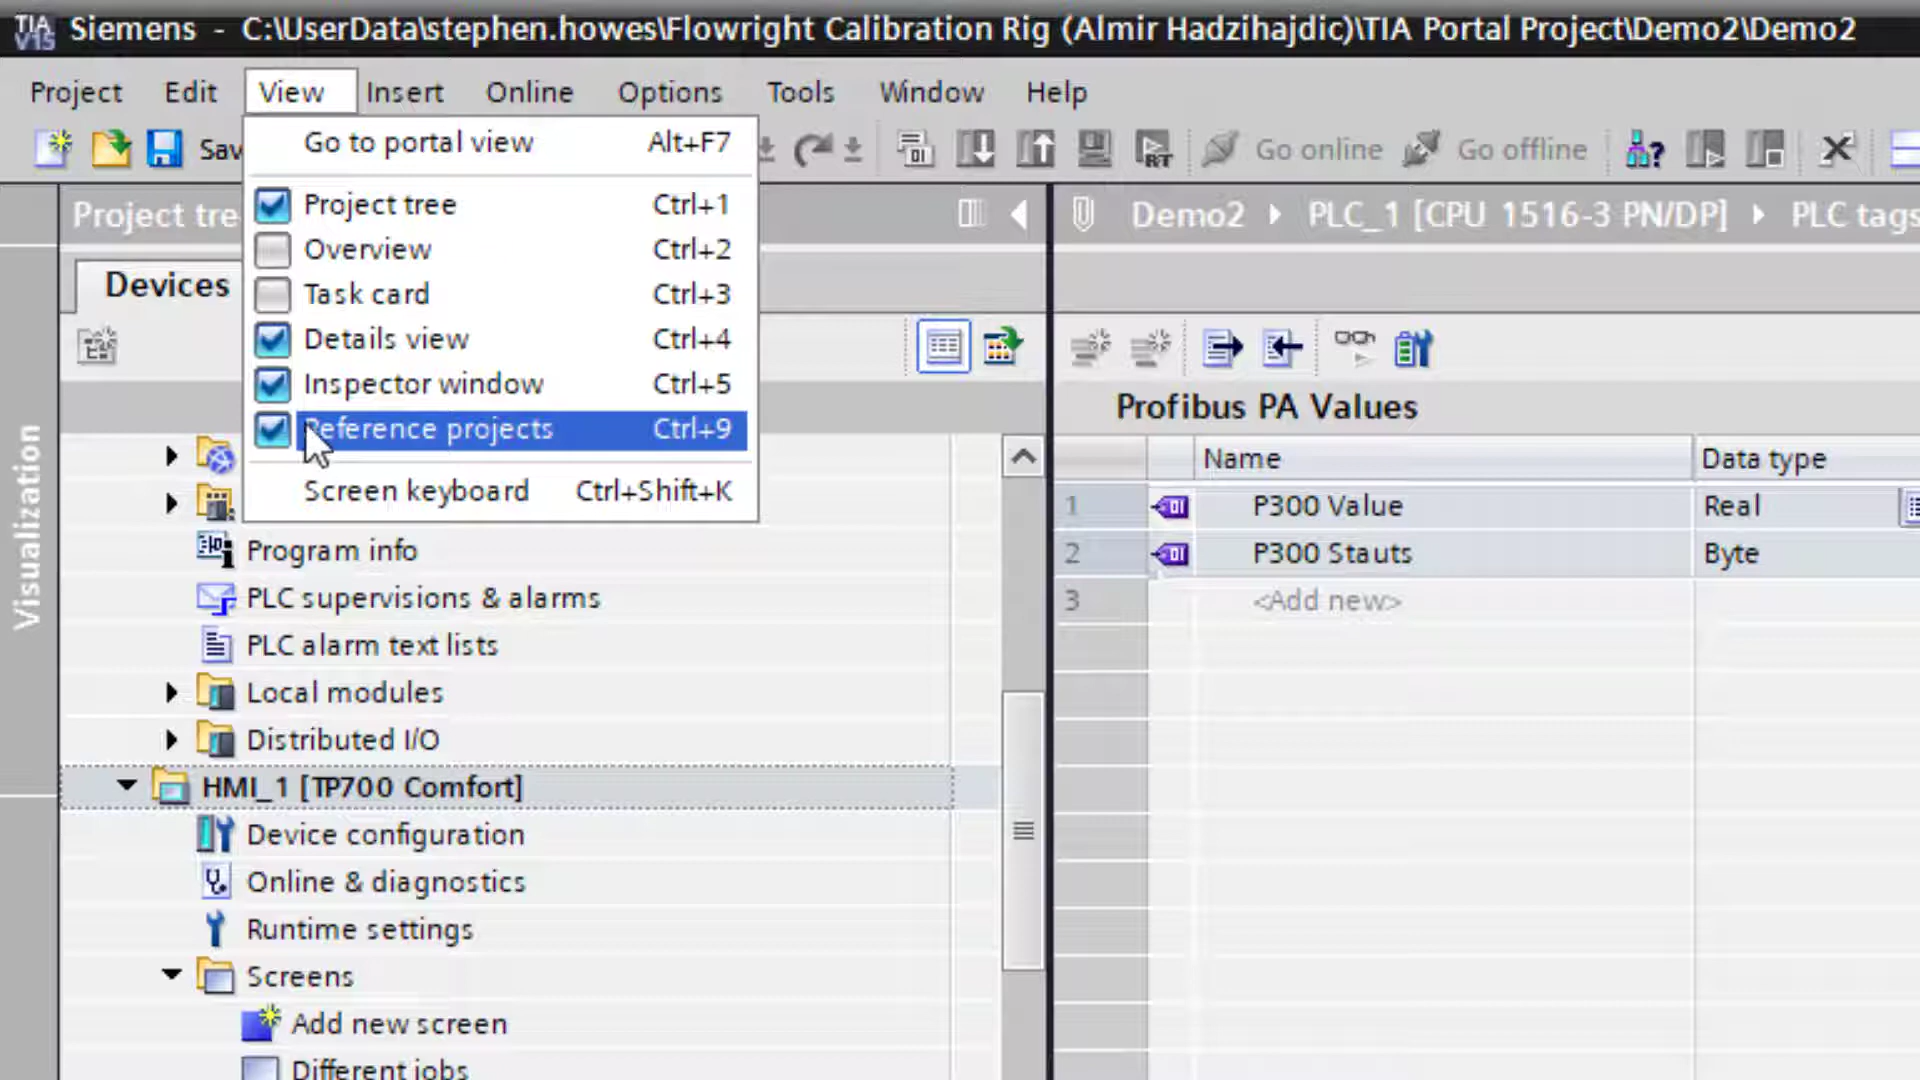 TIA V15 Siemens - C:\UserData\stephen.howes\Flowright Calibration Rig (Almir Hadzihajdic)\TIA Portal Project\Demo2\Demo2
Project Edit View Insert Online Options Tools Window Help
Sav Go online Go offline
Go to portal view Alt+F7
Project tree Ctrl+1
Overview Ctrl+2
Task card Ctrl+3
Details view Ctrl+4
Inspector window Ctrl+5
Reference projects Ctrl+9
Screen keyboard Ctrl+Shift+K
Project tre
Devices
Visualization
Program info
PLC supervisions & alarms
PLC alarm text lists
Local modules
Distributed I/O
HMI_1 [TP700 Comfort]
Device configuration
Online & diagnostics
Runtime settings
Screens
Add new screen
Different jobs
Demo2 PLC_1 [CPU 1516-3 PN/DP] PLC tags
Profibus PA Values
Name Data type
1 P300 Value Real
2 P300 Stauts Byte
3 <Add new>